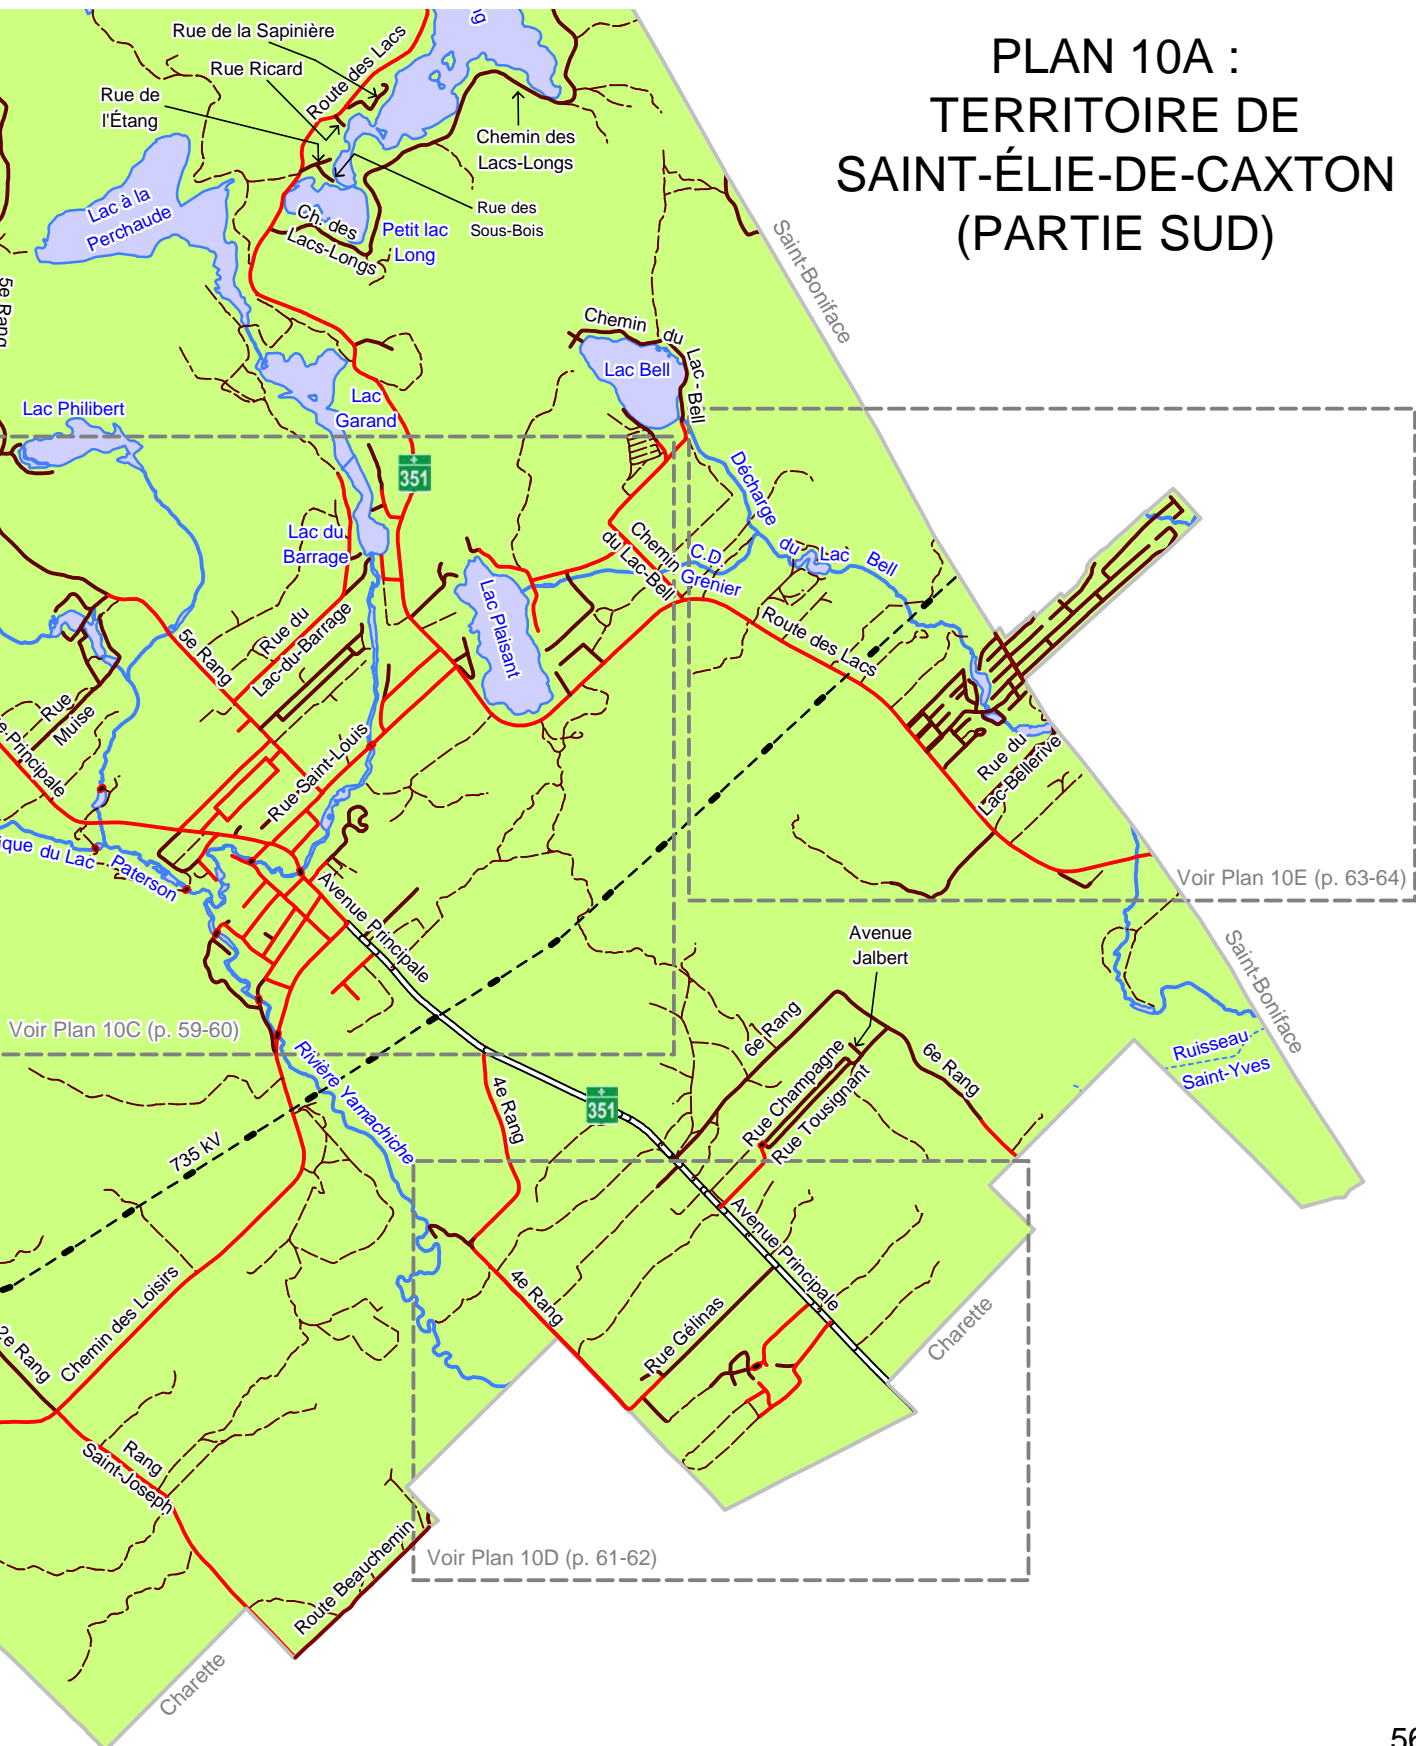 PLAN 10A :
TERRITOIRE DE
SAINT-ÉLIE-DE-CAXTON
(PARTIE SUD)
Rue de la Sapinière
Rue Ricard
Rue de
l'Étang
Route des Lacs
Chemin des
Lacs-Longs
Rue des
Sous-Bois
Lac à la
Perchaude
Ch. des
Lacs-Longs
Petit lac
Long
Saint-Boniface
5e Rang
Chemin du Lac - Bell
Lac Bell
Lac Philibert
Lac
Garand
351
Lac du
Barrage
Décharge du Lac Bell
Chemin
du Lac-Bell
C.D.
Grenier
Lac Plaisant
Route des Lacs
5e Rang
Rue du
Lac-du-Barrage
Rue
Muise
Rue Saint-Louis
Rue du
Lac-Bellerive
Paterson
Avenue Principale
Voir Plan 10E (p. 63-64)
Avenue
Jalbert
Saint-Boniface
Voir Plan 10C (p. 59-60)
Rivière Yamachiche
6e Rang
6e Rang
Rue Champagne
Rue Tousignant
Ruisseau
Saint-Yves
4e Rang
351
735 kV
Avenue Principale
4e Rang
Chemin des Loisirs
2e Rang
Rue Gélinas
Charette
Rang
Saint-Joseph
Route Beauchemin
Voir Plan 10D (p. 61-62)
Charette
56